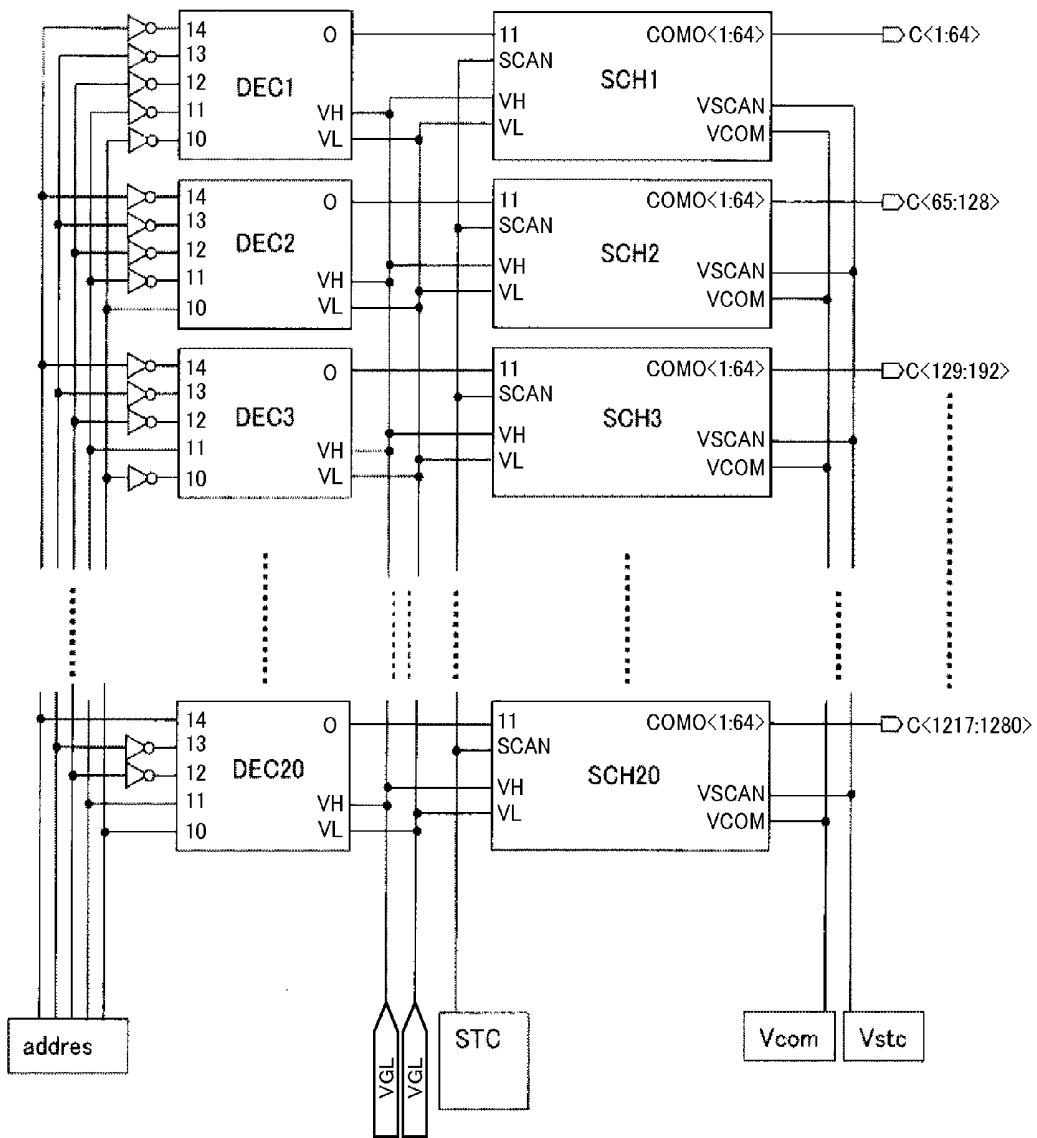 14
13
12
11
10
DEC1
O
VH
VL
11
SCAN
VH
VL
SCH1
COMO<1:64>
VSCAN
VCOM
C<1:64>
14
13
12
11
10
DEC2
O
VH
VL
11
SCAN
VH
VL
SCH2
COMO<1:64>
VSCAN
VCOM
C<65:128>
14
13
12
11
10
DEC3
O
VH
VL
11
SCAN
VH
VL
SCH3
COMO<1:64>
VSCAN
VCOM
C<129:192>
14
13
12
11
10
DEC20
O
VH
VL
11
SCAN
VH
VL
SCH20
COMO<1:64>
VSCAN
VCOM
C<1217:1280>
addres
VGL
VGL
STC
Vcom
Vstc